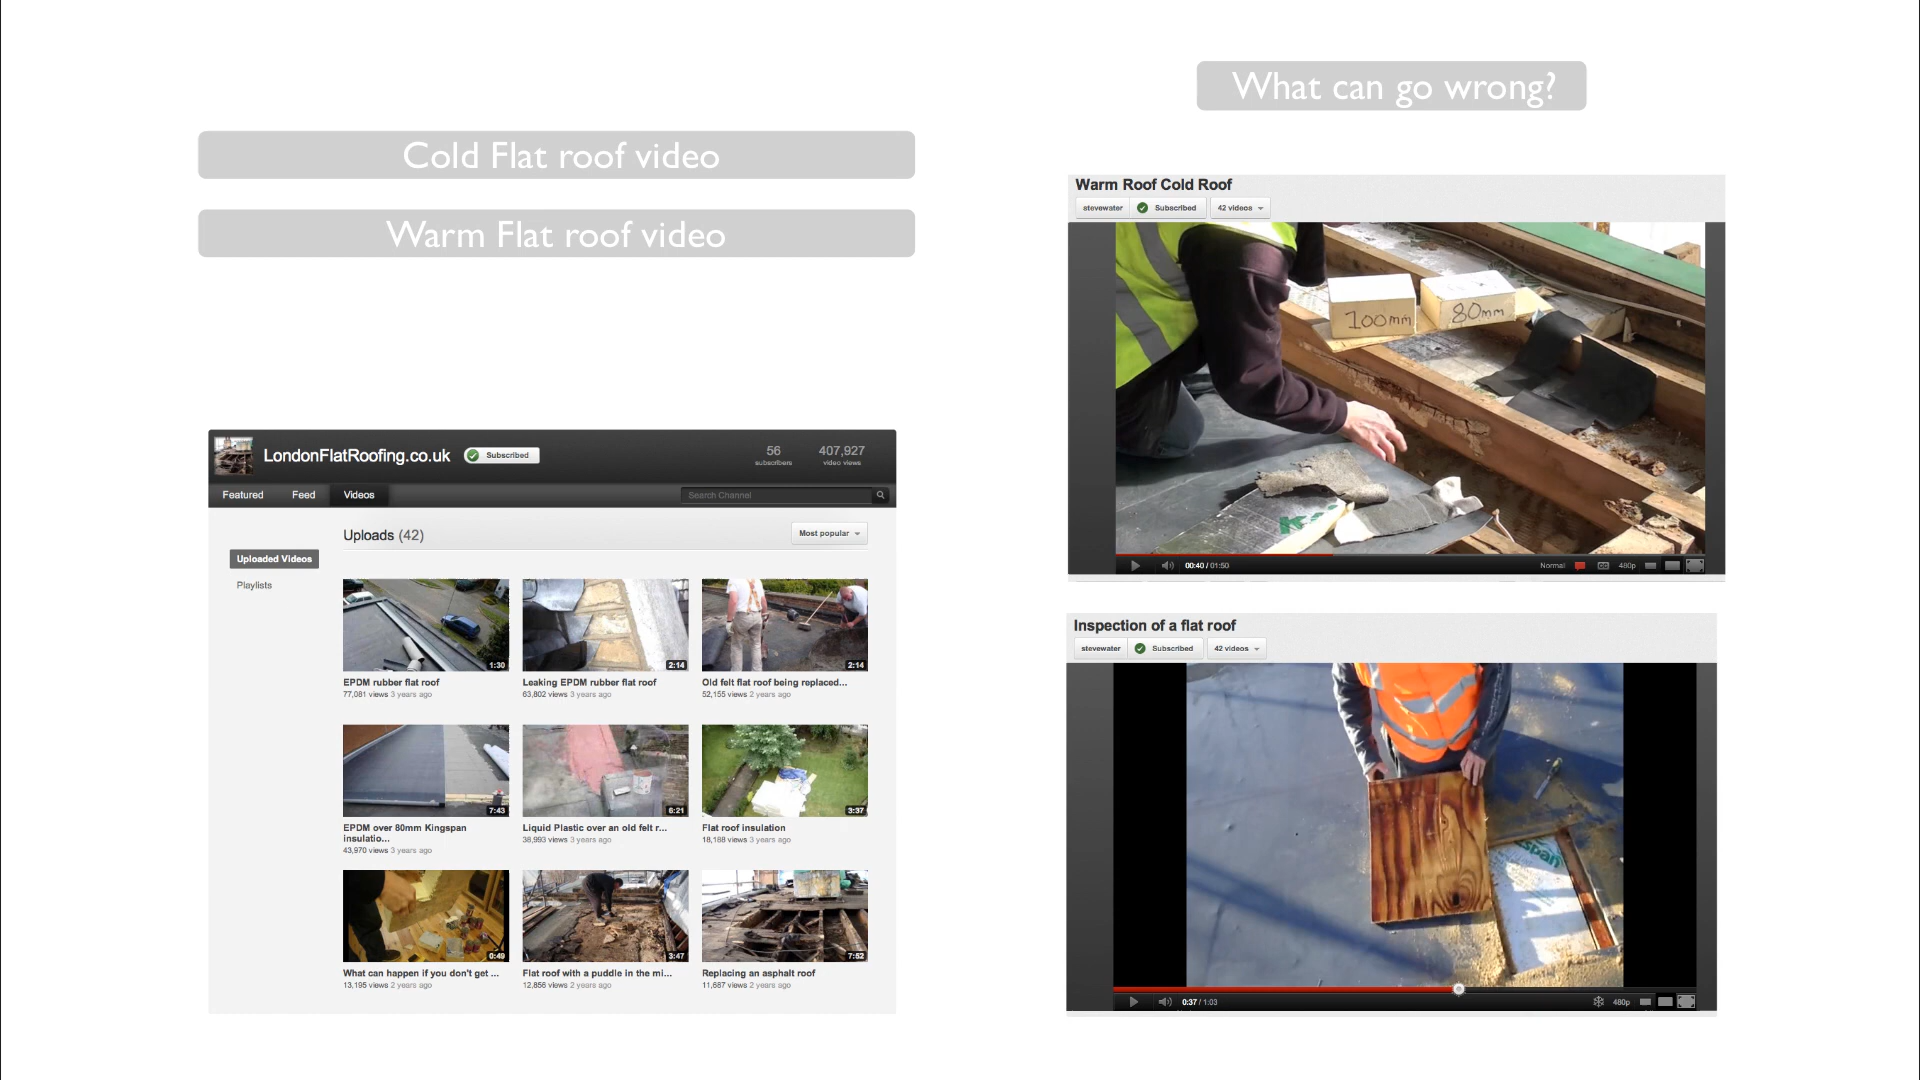 What can go wrong?
Cold Flat roof video
Warm Flat roof video
Warm Roof Cold Roof
stevewater Subscribed 42 videos
100mm 80mm
K
00:40 / 01:50 Normal CC 480p
LondonFlatRoofing.co.uk Subscribed 56 subscribers 407,927 video views
Featured Feed Videos Search Channel
Uploads (42) Most popular
Uploaded Videos
Playlists
1:30 2:14 2:14
EPDM rubber flat roof Leaking EPDM rubber flat roof Old felt flat roof being replaced...
77,081 views 3 years ago 63,802 views 3 years ago 52,155 views 2 years ago
7:43 6:21 3:37
EPDM over 80mm Kingspan Liquid Plastic over an old felt r... Flat roof insulation
insulatio... 38,993 views 3 years ago 18,188 views 3 years ago
43,970 views 3 years ago
0:49 3:47 7:52
What can happen if you don't get ... Flat roof with a puddle in the mi... Replacing an asphalt roof
13,195 views 2 years ago 12,856 views 2 years ago 11,687 views 2 years ago
Inspection of a flat roof
stevewater Subscribed 42 videos
span
0:37 / 1:03 480p